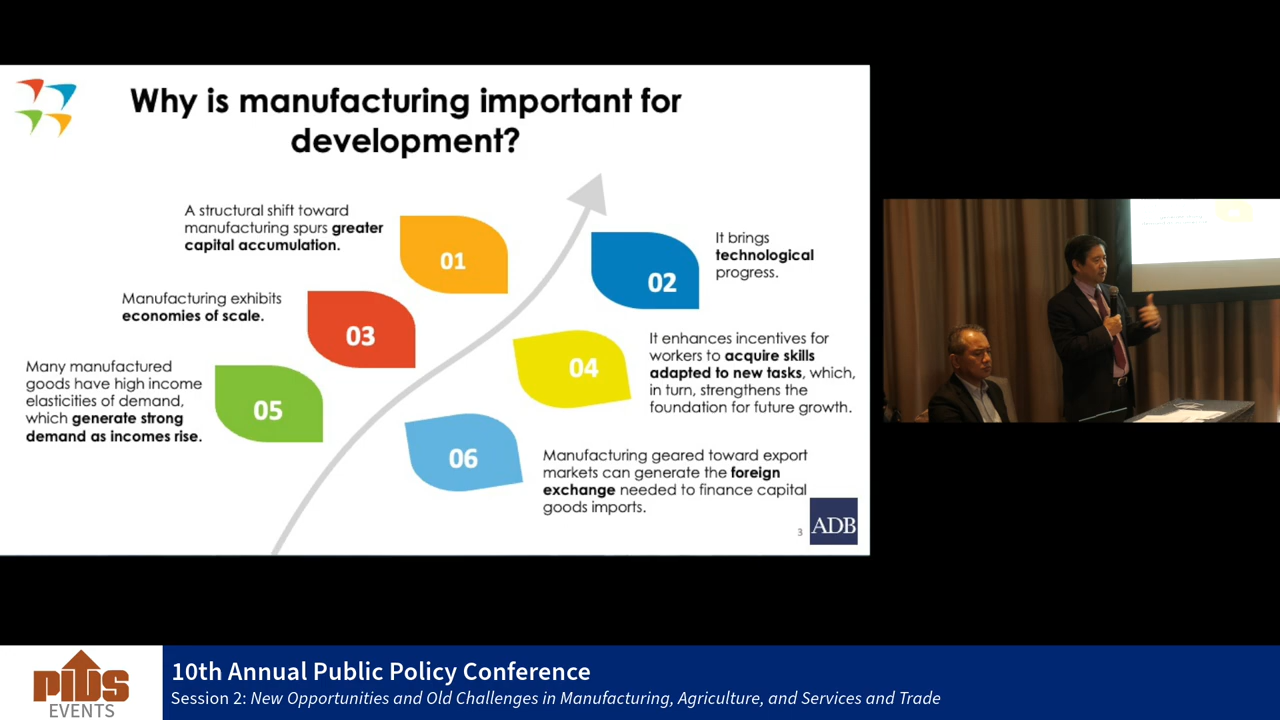 Why is manufacturing important for
development?
A structural shift toward
manufacturing spurs greater
capital accumulation.
01
02
It brings
technological
progress.
Manufacturing exhibits
economies of scale.
03
04
It enhances incentives for
workers to acquire skills
adapted to new tasks, which,
in turn, strengthens the
foundation for future growth.
Many manufactured
goods have high income
elasticities of demand,
which generate strong
demand as incomes rise.
05
06
Manufacturing geared toward export
markets can generate the foreign
exchange needed to finance capital
goods imports.
3
ADB
PIDS
EVENTS
10th Annual Public Policy Conference
Session 2: New Opportunities and Old Challenges in Manufacturing, Agriculture, and Services and Trade